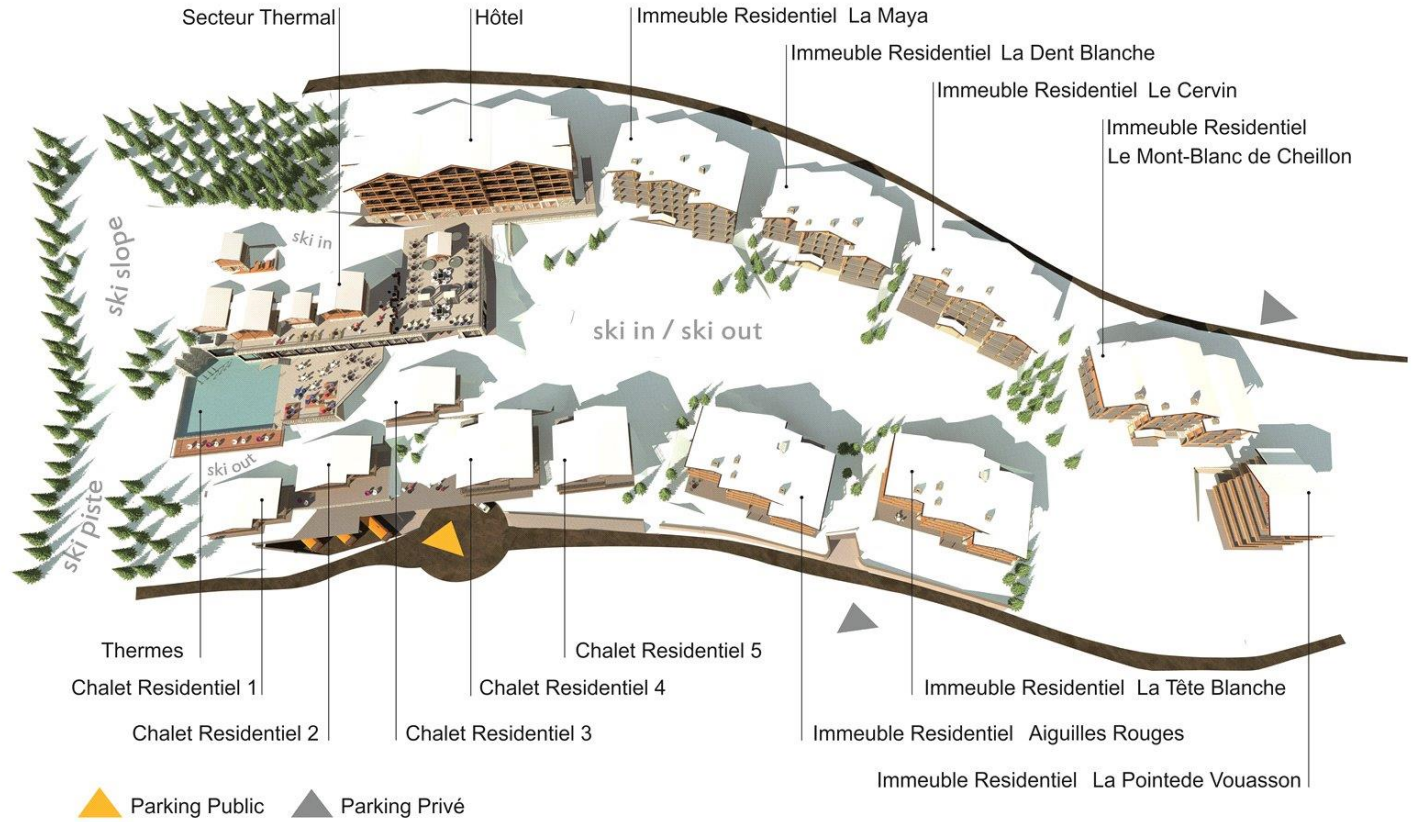 Secteur Thermal
Hôtel
Immeuble Residentiel La Maya
Immeuble Residentiel La Dent Blanche
Immeuble Residentiel Le Cervin
Immeuble Residentiel
Le Mont-Blanc de Cheillon
ski slope
ski in
ski in / ski out
ski out
ski piste
Thermes
Chalet Residentiel 5
Chalet Residentiel 1
Chalet Residentiel 4
Immeuble Residentiel La Tête Blanche
Chalet Residentiel 2
Chalet Residentiel 3
Immeuble Residentiel Aiguilles Rouges
Immeuble Residentiel La Pointede Vouasson
Parking Public
Parking Privé